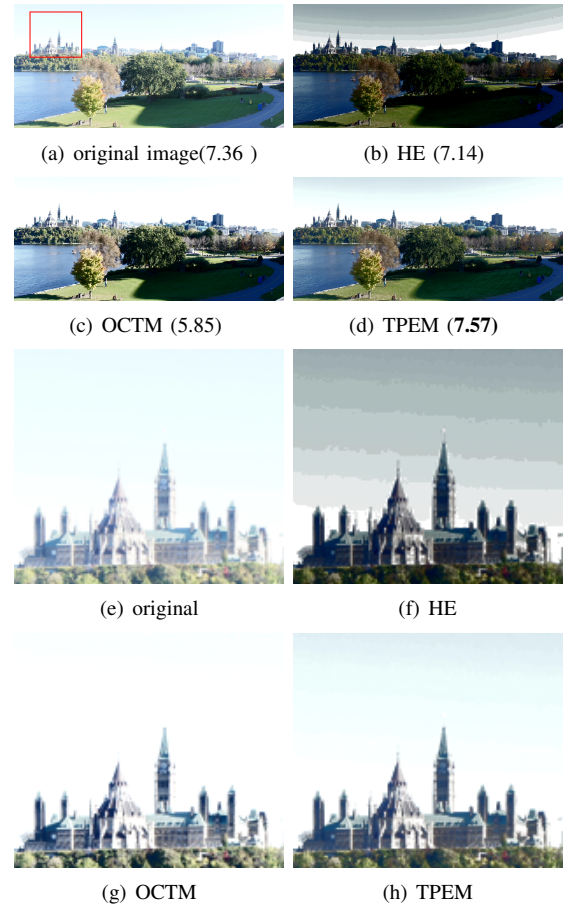 (a) original image(7.36 )
(b) HE (7.14)
(c) OCTM (5.85)
(d) TPEM (7.57)
(e) original
(f) HE
(g) OCTM
(h) TPEM